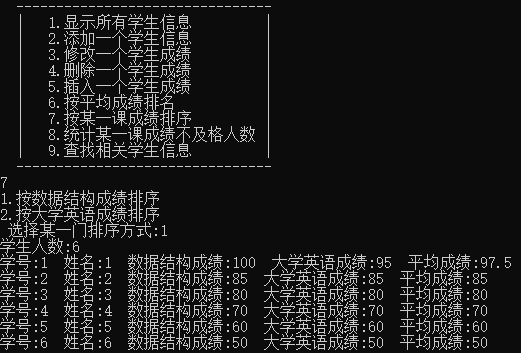 1.显示所有学生信息
2.添加一个学生信息
3.修改一个学生成绩
4.删除一个学生成绩
5.插入一个学生成绩
6.按平均成绩排名
7.按某一课成绩排序
8.统计某一课成绩不及格人数
9.查找相关学生信息
7
1.按数据结构成绩排序
2.按大学英语成绩排序
选择某一门排序方式:1
学生人数:6
学号:1 姓名:1 数据结构成绩:100 大学英语成绩:95 平均成绩:97.5
学号:2 姓名:2 数据结构成绩:85 大学英语成绩:85 平均成绩:85
学号:3 姓名:3 数据结构成绩:80 大学英语成绩:80 平均成绩:80
学号:4 姓名:4 数据结构成绩:70 大学英语成绩:70 平均成绩:70
学号:5 姓名:5 数据结构成绩:60 大学英语成绩:60 平均成绩:60
学号:6 姓名:6 数据结构成绩:50 大学英语成绩:50 平均成绩:50